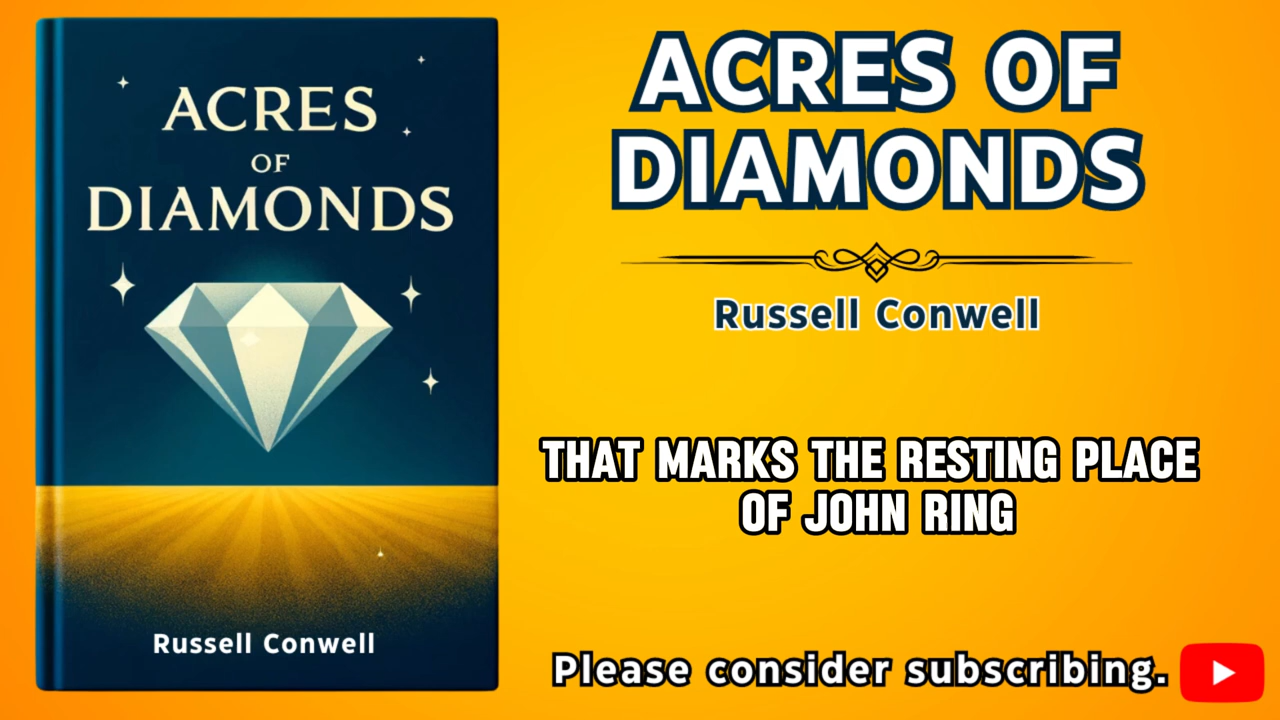 ACRES
OF
DIAMONDS
Russell Conwell
ACRES OF
DIAMONDS
Russell Conwell
THAT MARKS THE RESTING PLACE
OF JOHN RING
Please consider subscribing.